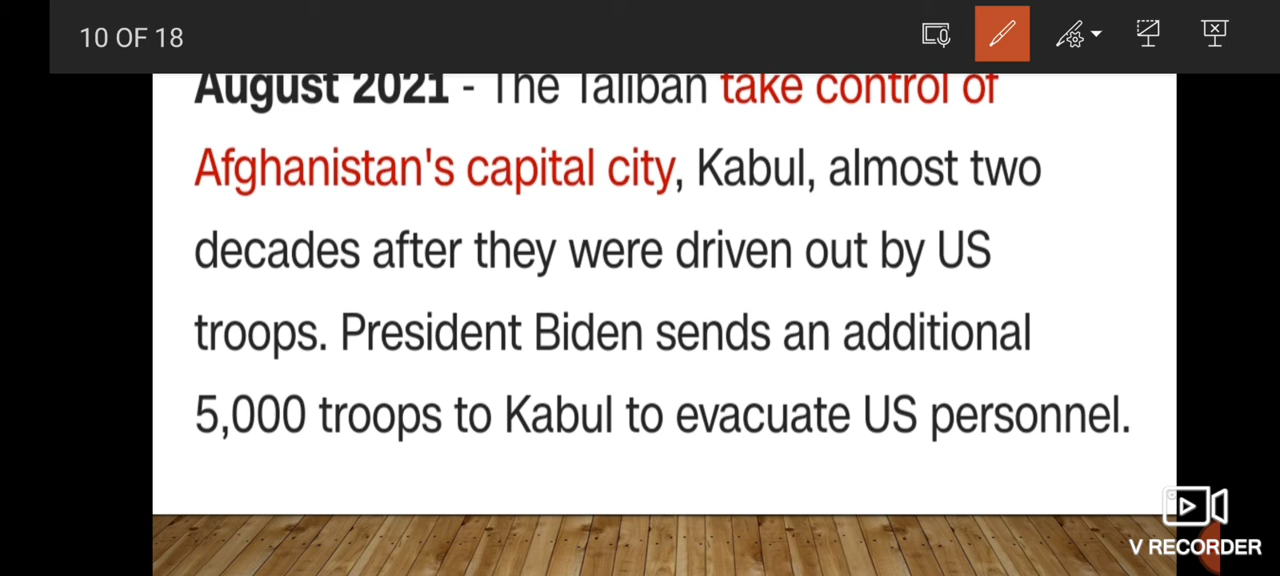 10 OF 18
August 2021 - The Taliban take control of
Afghanistan's capital city, Kabul, almost two
decades after they were driven out by US
troops. President Biden sends an additional
5,000 troops to Kabul to evacuate US personnel.
V RECORDER